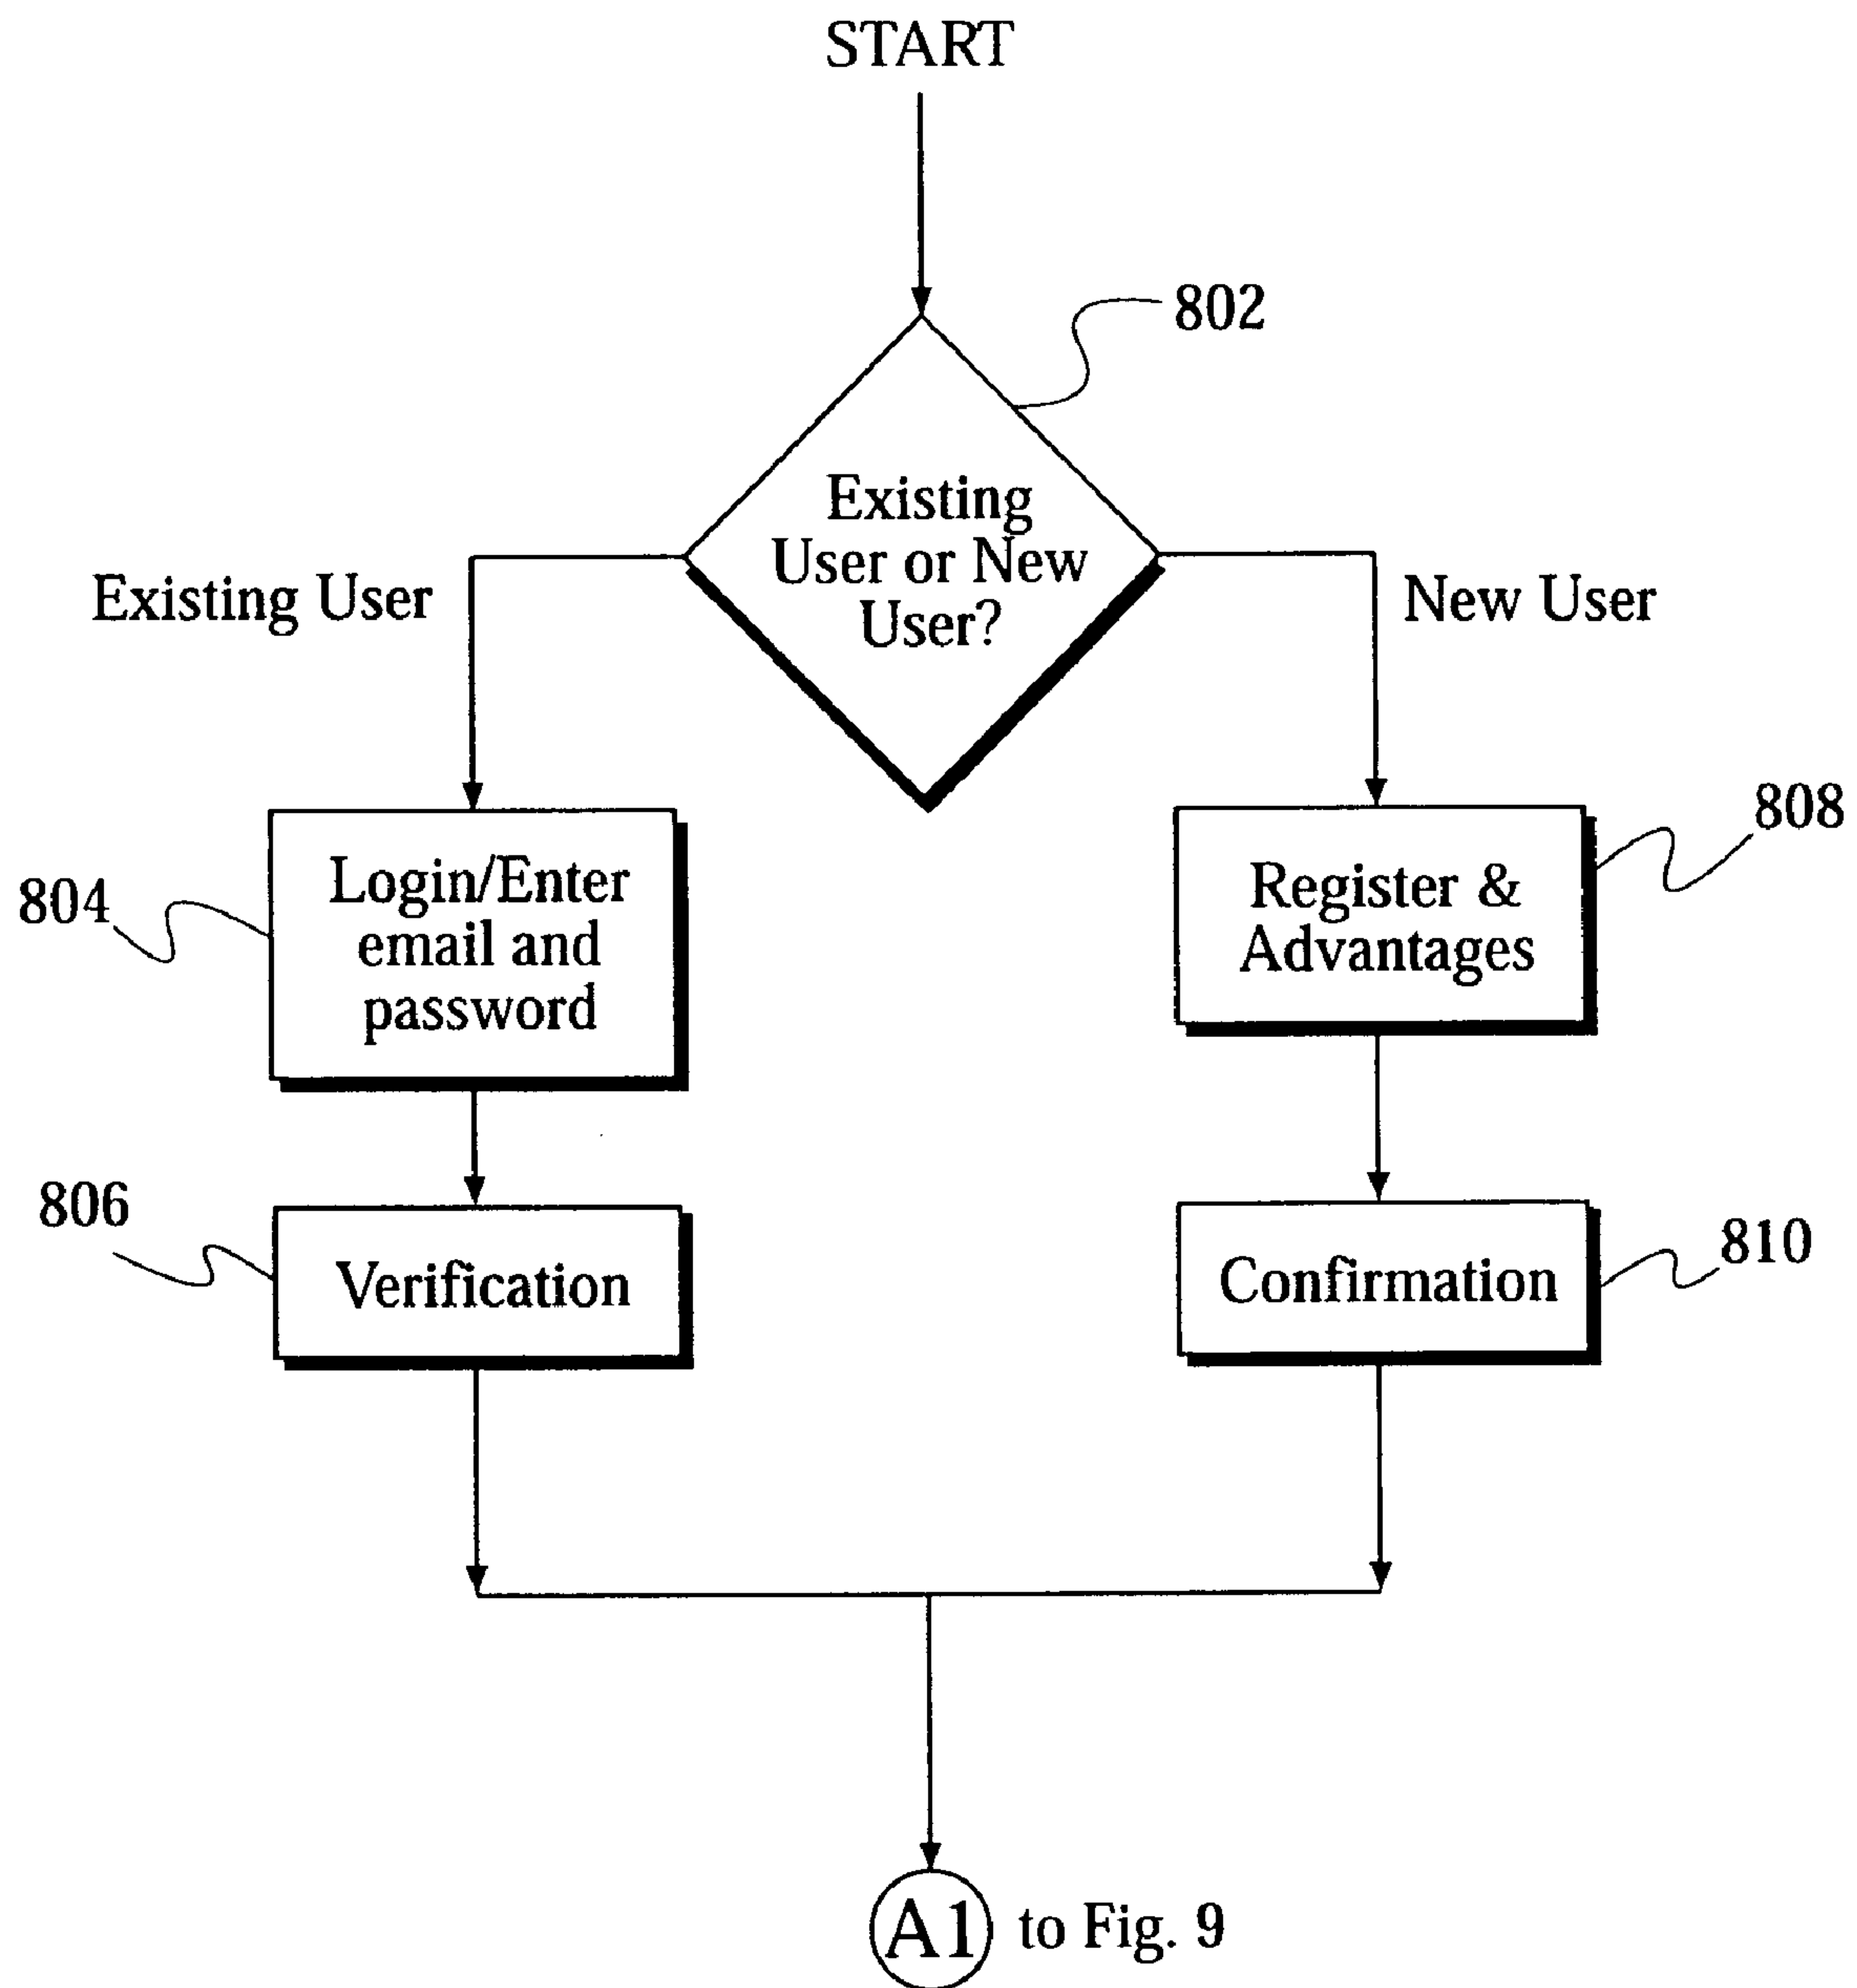 START
802
Existing
User or New
User?
Existing User
New User
804
Login/Enter
email and
password
808
Register &
Advantages
806
Verification
810
Confirmation
A1 to Fig. 9